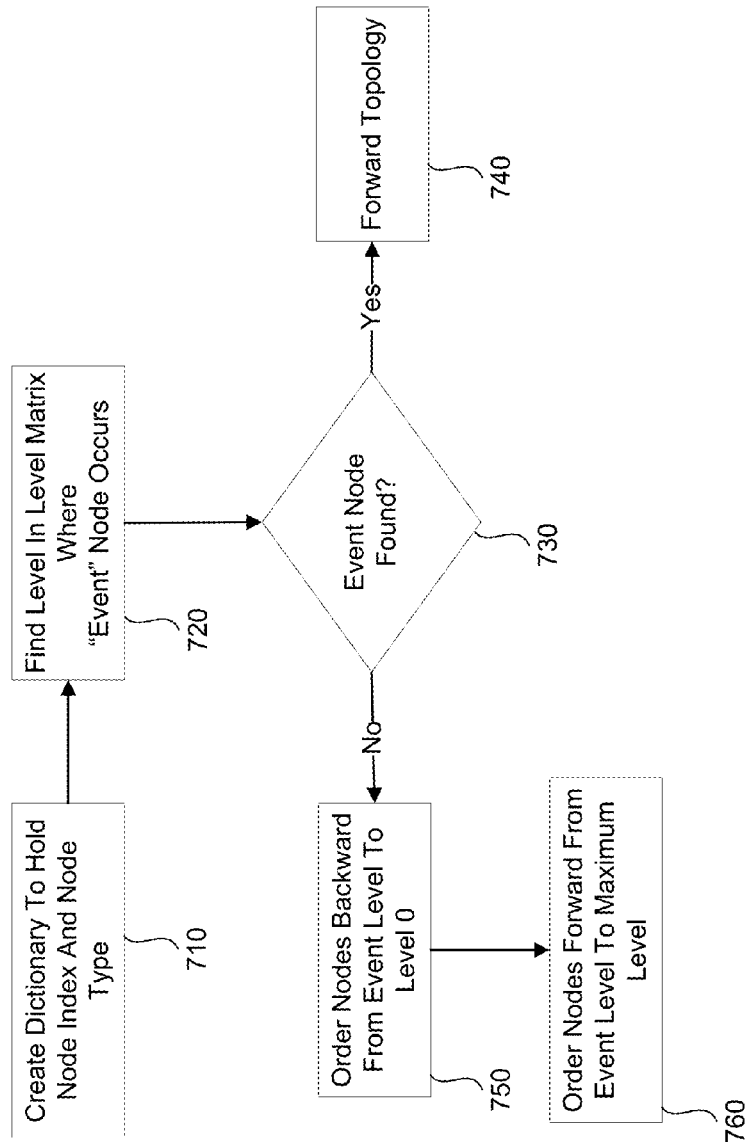 Create Dictionary To Hold
Node Index And Node
Type
710
Find Level In Level Matrix
Where
“Event” Node Occurs
720
Event Node
Found?
730
Yes
Forward Topology
740
No
Order Nodes Backward
From Event Level To
Level 0
750
Order Nodes Forward From
Event Level To Maximum
Level
760